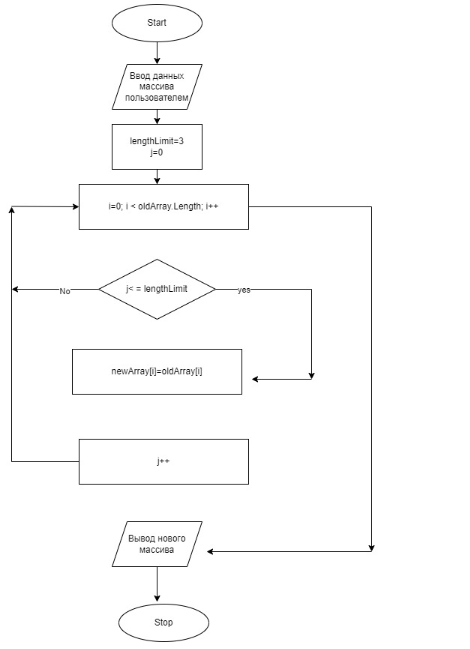 Start
Ввод данных
массива
пользователем
lengthLimit=3
j=0
i=0; i < oldArray.Length; i++
j< = lengthLimit
No
yes
newArray[i]=oldArray[i]
j++
Вывод нового
массива
Stop